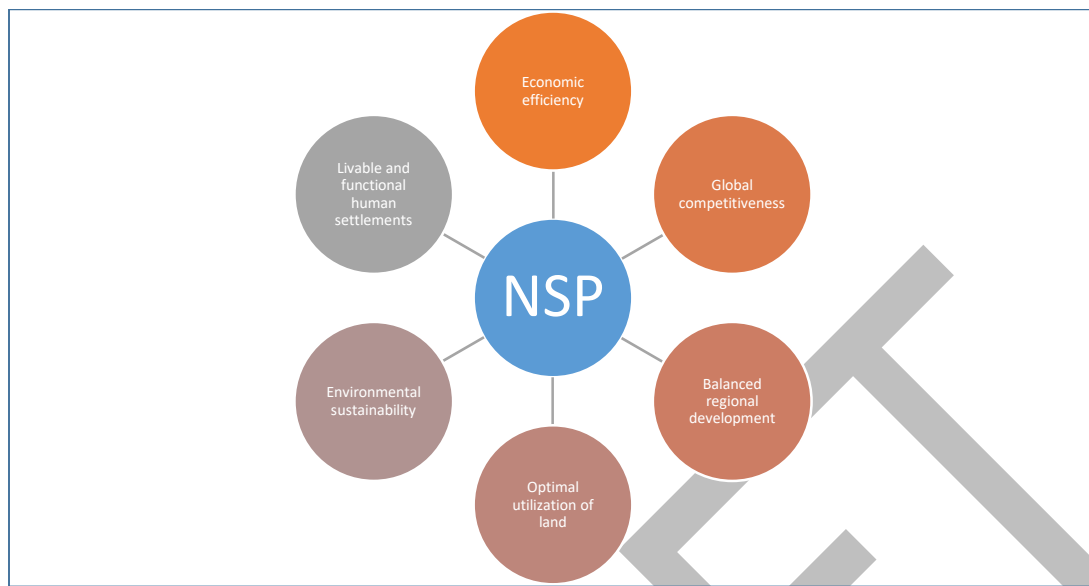 Economic
efficiency
Global
competitiveness
Balanced
regional
development
Optimal
utilization of
land
Environmental
sustainability
Livable and
functional
human
settlements
NSP